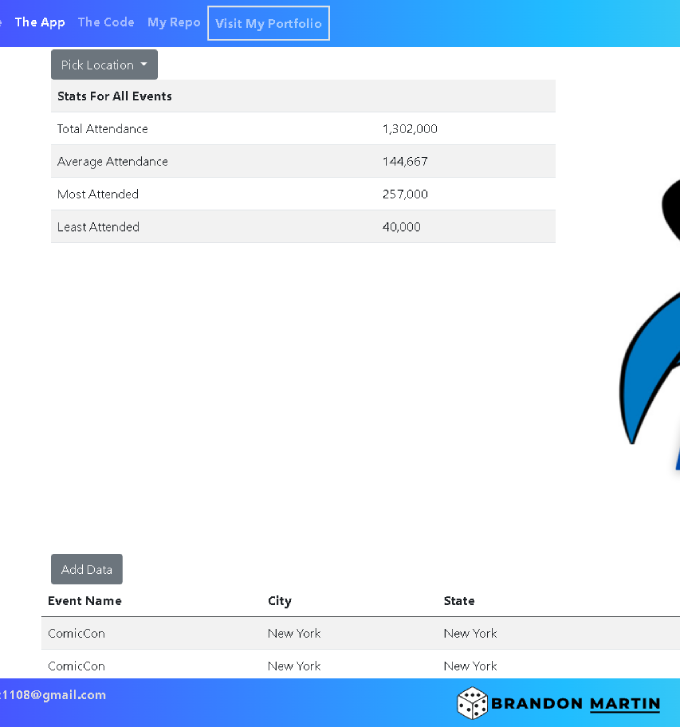 The App The Code My Repo Visit My Portfolio
Pick Location
Stats For All Events
Total Attendance 1,302,000
Average Attendance 144,667
Most Attended 257,000
Least Attended 40,000
Add Data
Event Name City State
ComicCon New York New York
ComicCon New York New York
1108@gmail.com
BRANDON MARTIN